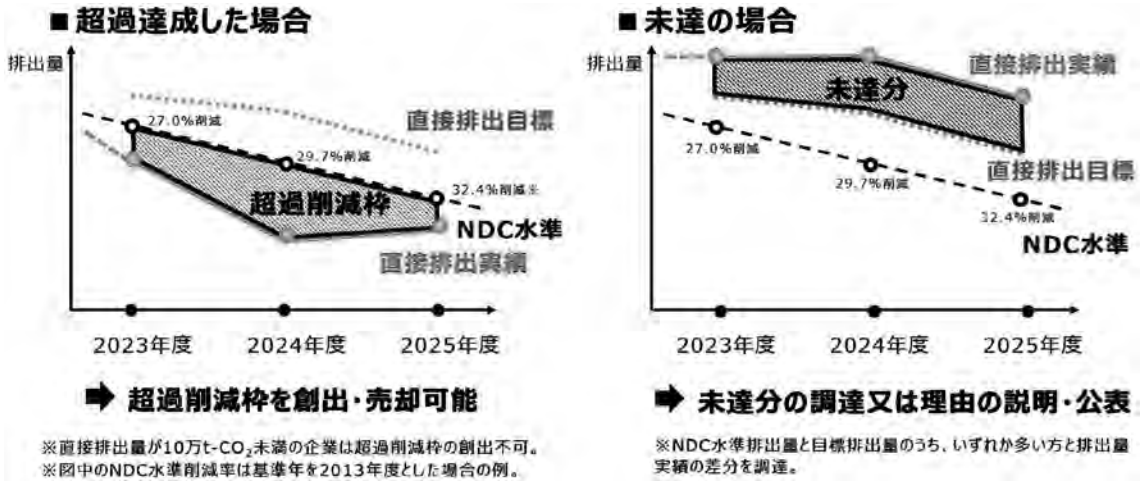 ■ 超過達成した場合
排出量
27.0%削減
29.7%削減
32.4%削減※
直接排出目標
超過削減枠
NDC水準
直接排出実績
2023年度 2024年度 2025年度
➡ 超過削減枠を創出・売却可能
※直接排出量が10万t-CO₂未満の企業は超過削減枠の創出不可。
※図中のNDC水準削減率は基準年を2013年度とした場合の例。
■ 未達の場合
排出量
直接排出実績
未達分
27.0%削減
直接排出目標
29.7%削減
32.4%削減
NDC水準
2023年度 2024年度 2025年度
➡ 未達分の調達又は理由の説明・公表
※NDC水準排出量と目標排出量のうち、いずれか多い方と排出量
実績の差分を調達。